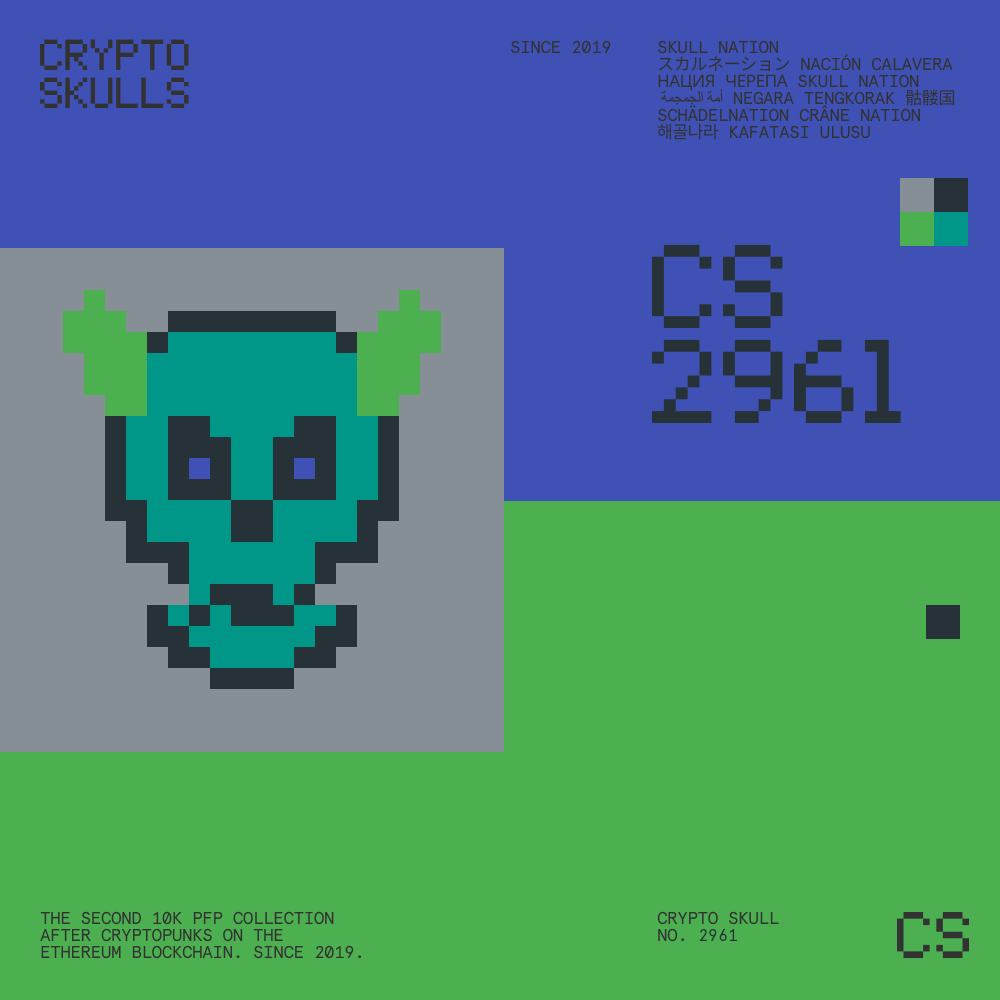 CRYPTO
SKULLS
SINCE 2019
SKULL NATION
スカルネーション NACIÓN CALAVERA
НАЦИЯ ЧЕРЕПА SKULL NATION
أمة الجمجمة NEGARA TENGKORAK 骷髅国
SCHÄDELNATION CRÂNE NATION
해골나라 KAFATASI ULUSU
CS
2961
THE SECOND 10K PFP COLLECTION
AFTER CRYPTOPUNKS ON THE
ETHEREUM BLOCKCHAIN. SINCE 2019.
CRYPTO SKULL
NO. 2961
CS